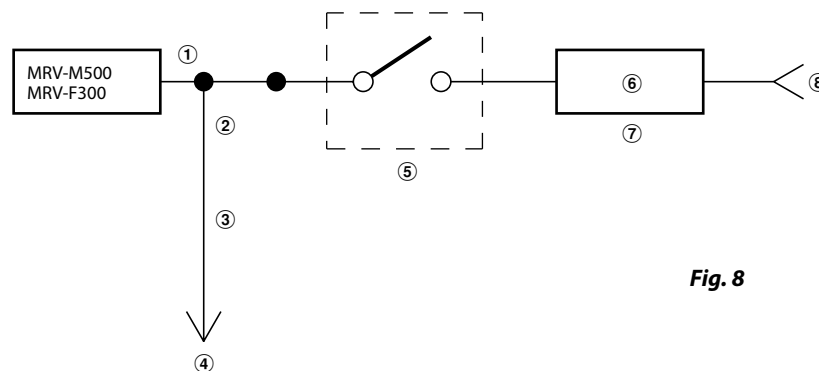 ①
MRV-M500
MRV-F300
②
③
④
⑤
⑥
⑦
⑧
Fig. 8